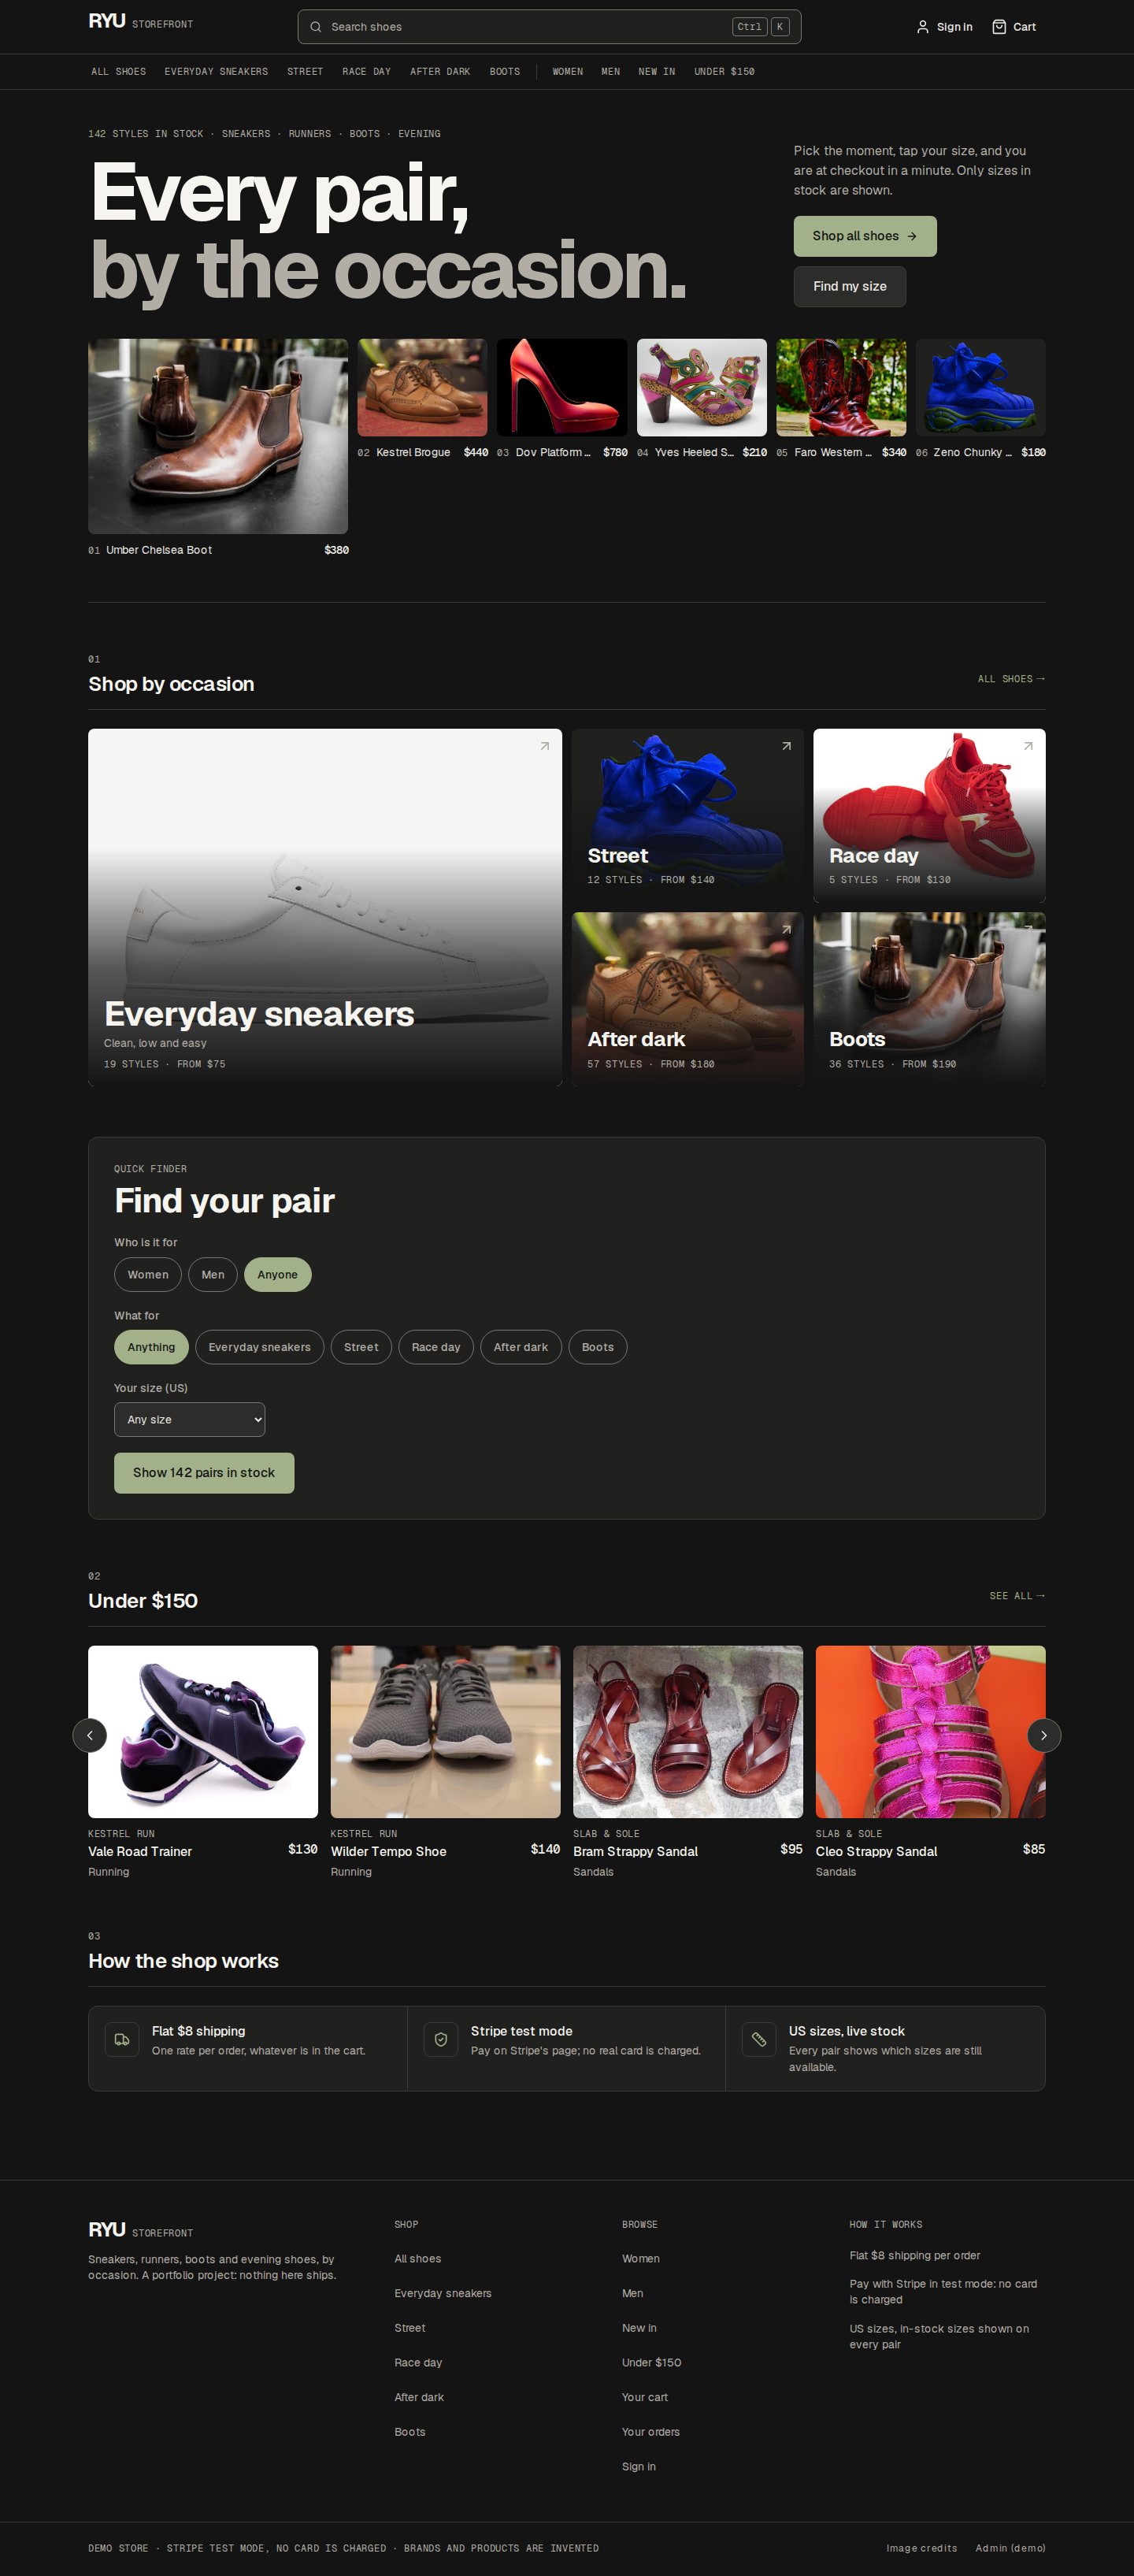 RYU STOREFRONT
Search shoes
Ctrl K
Sign in
Cart
ALL SHOES EVERYDAY SNEAKERS STREET RACE DAY AFTER DARK BOOTS WOMEN MEN NEW IN UNDER $150
142 STYLES IN STOCK · SNEAKERS · RUNNERS · BOOTS · EVENING
Every pair,
by the occasion.
Pick the moment, tap your size, and you
are at checkout in a minute. Only sizes in
stock are shown.
Shop all shoes →
Find my size
01 Umber Chelsea Boot $380
02 Kestrel Brogue $440
03 Dov Platform … $780
04 Yves Heeled S… $210
05 Faro Western … $340
06 Zeno Chunky … $180
01
Shop by occasion
ALL SHOES →
Everyday sneakers
Clean, low and easy
19 STYLES · FROM $75
Street
12 STYLES · FROM $140
Race day
5 STYLES · FROM $130
After dark
57 STYLES · FROM $180
Boots
36 STYLES · FROM $190
QUICK FINDER
Find your pair
Who is it for
Women Men Anyone
What for
Anything Everyday sneakers Street Race day After dark Boots
Your size (US)
Any size
Show 142 pairs in stock
02
Under $150
SEE ALL →
KESTREL RUN
Vale Road Trainer $130
Running
KESTREL RUN
Wilder Tempo Shoe $140
Running
SLAB & SOLE
Bram Strappy Sandal $95
Sandals
SLAB & SOLE
Cleo Strappy Sandal $85
Sandals
03
How the shop works
Flat $8 shipping
One rate per order, whatever is in the cart.
Stripe test mode
Pay on Stripe's page; no real card is charged.
US sizes, live stock
Every pair shows which sizes are still
available.
RYU STOREFRONT
Sneakers, runners, boots and evening shoes, by
occasion. A portfolio project: nothing here ships.
SHOP
All shoes
Everyday sneakers
Street
Race day
After dark
Boots
BROWSE
Women
Men
New in
Under $150
Your cart
Your orders
Sign in
HOW IT WORKS
Flat $8 shipping per order
Pay with Stripe in test mode: no card
is charged
US sizes, in-stock sizes shown on
every pair
DEMO STORE · STRIPE TEST MODE, NO CARD IS CHARGED · BRANDS AND PRODUCTS ARE INVENTED
Image credits
Admin (demo)